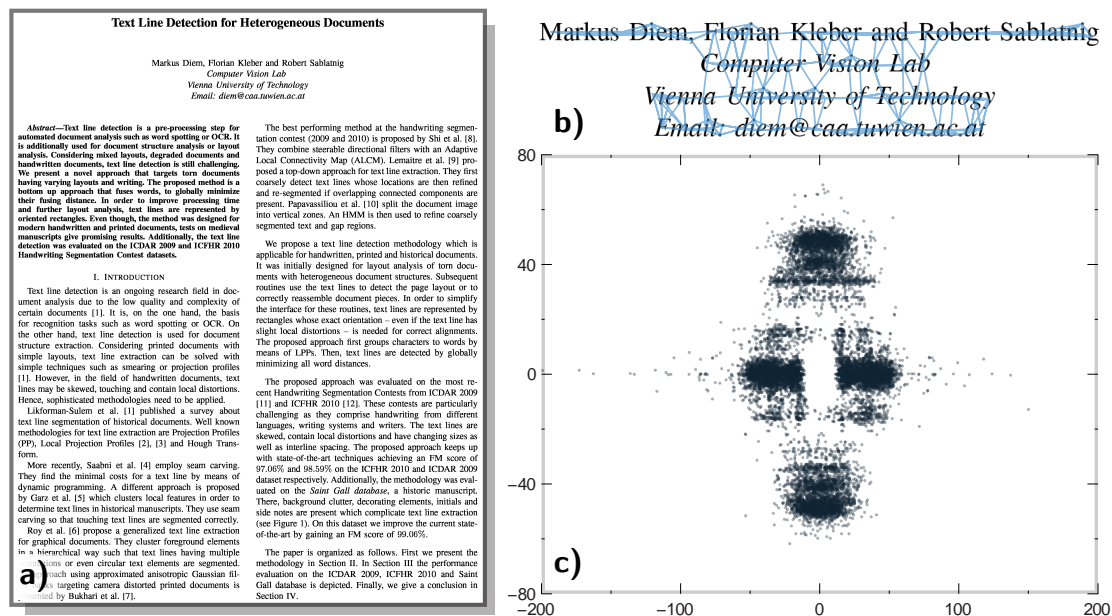 Text Line Detection for Heterogeneous Documents
Markus Diem, Florian Kleber and Robert Sablatnig
Computer Vision Lab
Vienna University of Technology
Email: diem@caa.tuwien.ac.at
Abstract—Text line detection is a pre-processing step for
automated document analysis such as word spotting or OCR. It
is additionally used for document structure analysis or layout
analysis. Considering mixed layouts, degraded documents and
handwritten documents, text line detection is still challenging.
We present a novel approach that targets torn documents
having varying layouts and writing. The proposed method is a
bottom up approach that fuses words, to globally minimize
their fusing distance. In order to improve processing time
and further layout analysis, text lines are represented by
oriented rectangles. Even though, the method was designed for
modern handwritten and printed documents, tests on medieval
manuscripts give promising results. Additionally, the text line
detection was evaluated on the ICDAR 2009 and ICFHR 2010
Handwriting Segmentation Contest datasets.
I. INTRODUCTION
Text line detection is an ongoing research field in doc-
ument analysis due to the low quality and complexity of
certain documents [1]. It is, on the one hand, the basis
for recognition tasks such as word spotting or OCR. On
the other hand, text line detection is used for document
structure extraction. Considering printed documents with
simple layouts, text line extraction can be solved with
simple techniques such as smearing or projection profiles
[1]. However, in the field of handwritten documents, text
lines may be skewed, touching and contain local distortions.
Hence, sophisticated methodologies need to be applied.
Likforman-Sulem et al. [1] published a survey about
text line segmentation of historical documents. Well known
methodologies for text line extraction are Projection Profiles
(PP), Local Projection Profiles [2], [3] and Hough Trans-
form.
More recently, Saabni et al. [4] employ seam carving.
They find the minimal costs for a text line by means of
dynamic programming. A different approach is proposed
by Garz et al. [5] which clusters local features in order to
determine text lines in historical manuscripts. They use seam
carving so that touching text lines are segmented correctly.
Roy et al. [6] propose a generalized text line extraction
for graphical documents. They cluster foreground elements
in a hierarchical way such that text lines having multiple
or even circular text elements are segmented.
using approximated anisotropic Gaussian fil-
targeting camera distorted printed documents is
by Bukhari et al. [7].
The best performing method at the handwriting segmen-
tation contest (2009 and 2010) is proposed by Shi et al. [8].
They combine steerable directional filters with an Adaptive
Local Connectivity Map (ALCM). Lemaitre et al. [9] pro-
posed a top-down approach for text line extraction. They first
coarsely detect text lines whose locations are then refined
and re-segmented if overlapping connected components are
present. Papavassiliou et al. [10] split the document image
into vertical zones. An HMM is then used to refine coarsely
segmented text and gap regions.
We propose a text line detection methodology which is
applicable for handwritten, printed and historical documents.
It was initially designed for layout analysis of torn docu-
ments with heterogeneous document structures. Subsequent
routines use the text lines to detect the page layout or to
correctly reassemble document pieces. In order to simplify
the interface for these routines, text lines are represented by
rectangles whose exact orientation – even if the text line has
slight local distortions – is needed for correct alignments.
The proposed approach first groups characters to words by
means of LPPs. Then, text lines are detected by globally
minimizing all word distances.
The proposed approach was evaluated on the most re-
cent Handwriting Segmentation Contests from ICDAR 2009
[11] and ICFHR 2010 [12]. These contests are particularly
challenging as they comprise handwriting from different
languages, writing systems and writers. The text lines are
skewed, contain local distortions and have changing sizes as
well as interline spacing. The proposed approach keeps up
with state-of-the-art techniques achieving an FM score of
97.06% and 98.59% on the ICFHR 2010 and ICDAR 2009
dataset respectively. Additionally, the methodology was eval-
uated on the Saint Gall database, a historic manuscript.
There, background clutter, decorating elements, initials and
side notes are present which complicate text line extraction
(see Figure 1). On this dataset we improve the current state-
of-the-art by gaining an FM score of 99.06%.
The paper is organized as follows. First we present the
methodology in Section II. In Section III the performance
evaluation on the ICDAR 2009, ICFHR 2010 and Saint
Gall database is depicted. Finally, we give a conclusion in
Section IV.
a)
Markus Diem, Florian Kleber and Robert Sablatnig
Computer Vision Lab
Vienna University of Technology
Email: diem@caa.tuwien.ac.at
b)
80
40
0
−40
−80
c)
−200 −100 0 100 200